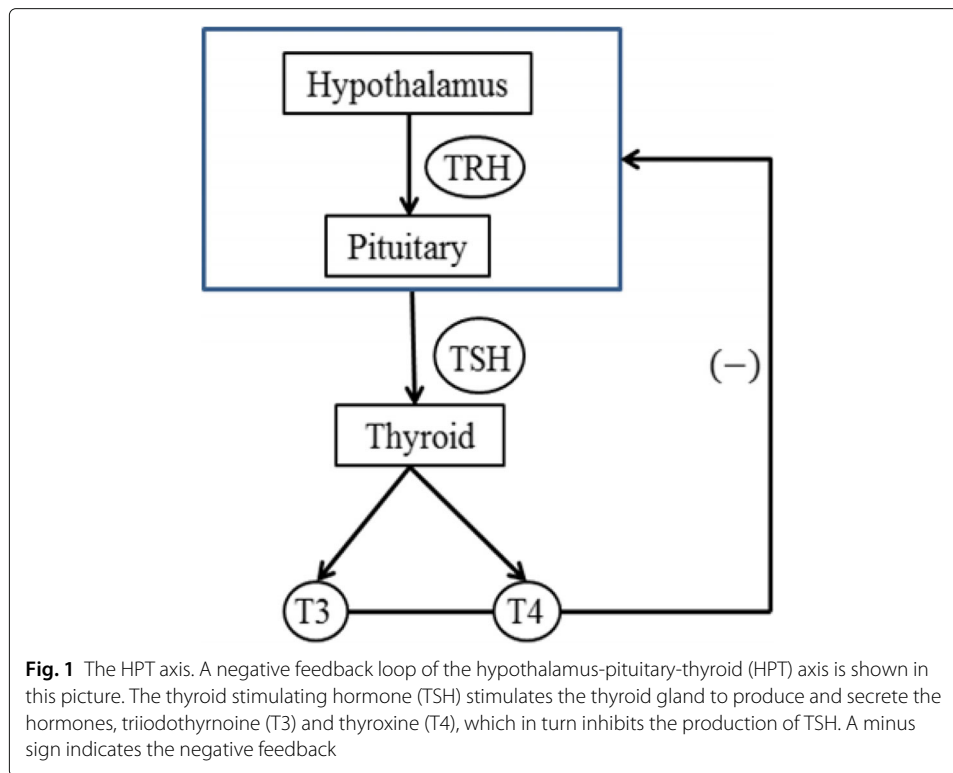 Hypothalamus
TRH
Pituitary
TSH
(−)
Thyroid
T3
T4
Fig. 1 The HPT axis. A negative feedback loop of the hypothalamus-pituitary-thyroid (HPT) axis is shown in
this picture. The thyroid stimulating hormone (TSH) stimulates the thyroid gland to produce and secrete the
hormones, triiodothyrnoine (T3) and thyroxine (T4), which in turn inhibits the production of TSH. A minus
sign indicates the negative feedback